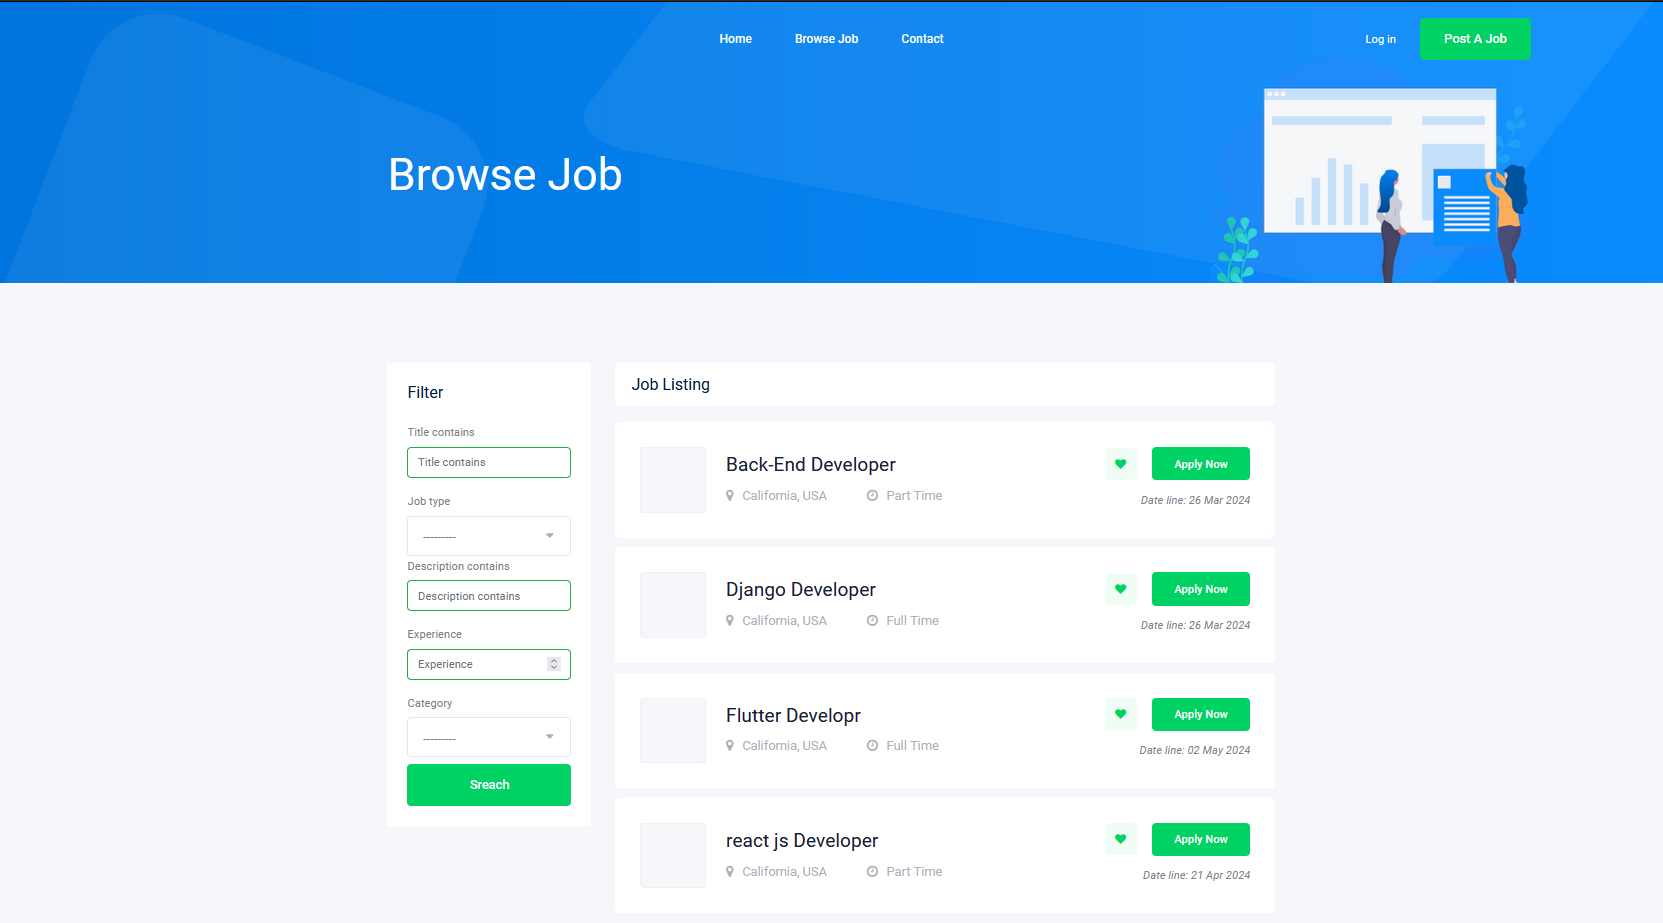 Home Browse Job Contact Log in Post A Job
Browse Job
Filter
Title contains
Title contains
Job type
---------
Description contains
Description contains
Experience
Experience
Category
---------
Sreach
Job Listing
Back-End Developer
California, USA Part Time
Apply Now
Date line: 26 Mar 2024
Django Developer
California, USA Full Time
Apply Now
Date line: 26 Mar 2024
Flutter Developr
California, USA Full Time
Apply Now
Date line: 02 May 2024
react js Developer
California, USA Part Time
Apply Now
Date line: 21 Apr 2024